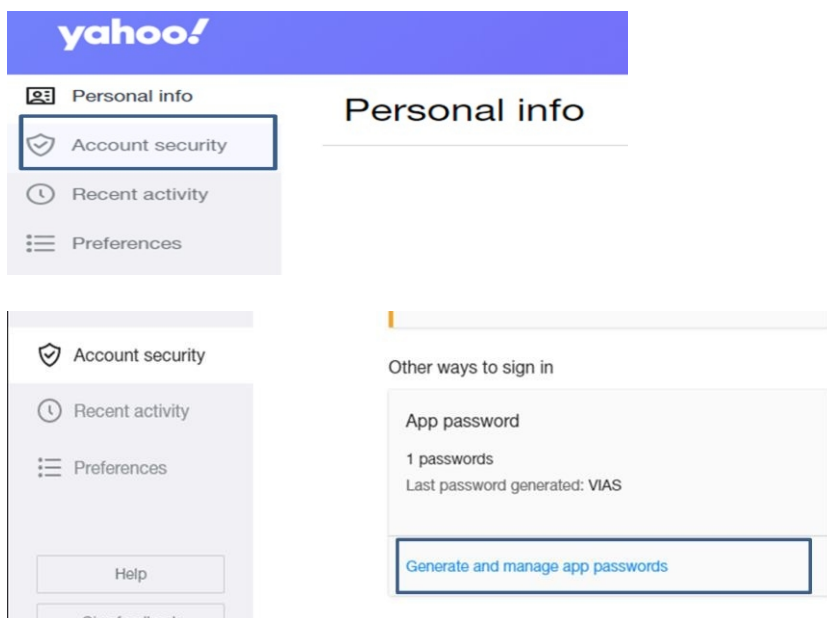 yahoo!
Personal info
Account security
Recent activity
Preferences
Personal info
Account security
Recent activity
Preferences
Help
Other ways to sign in
App password
1 passwords
Last password generated: VIAS
Generate and manage app passwords